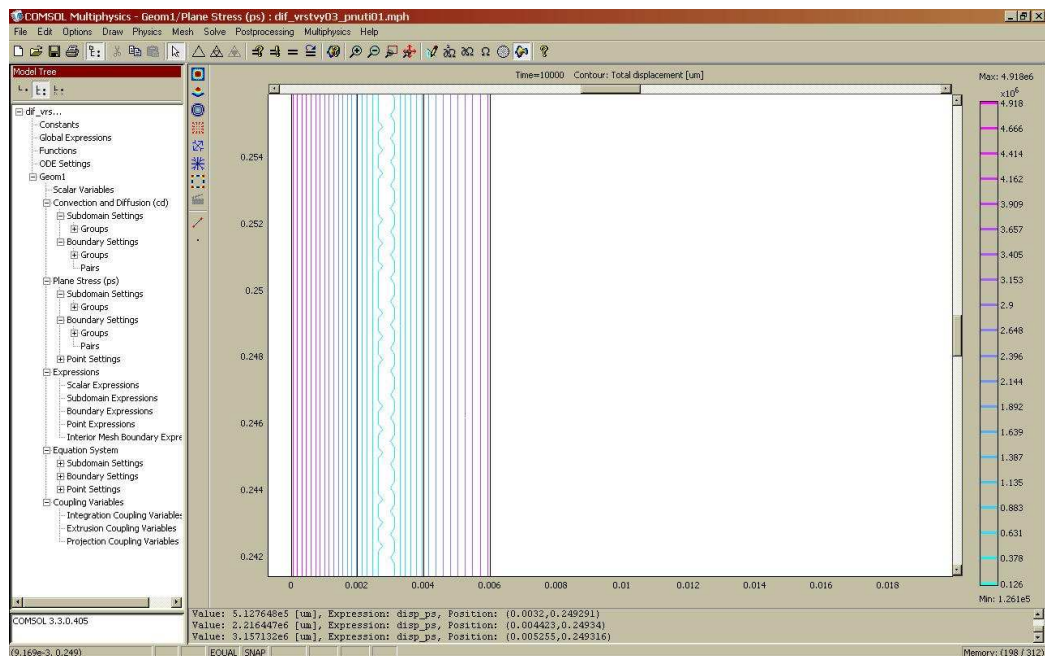 COMSOL Multiphysics - Geom1/Plane Stress (ps) : dif_vrstvy03_pnuti01.mph
File Edit Options Draw Physics Mesh Solve Postprocessing Multiphysics Help
Model Tree
dif_vrs...
Constants
Global Expressions
Functions
ODE Settings
Geom1
Scalar Variables
Convection and Diffusion (cd)
Subdomain Settings
Groups
Boundary Settings
Groups
Pairs
Plane Stress (ps)
Subdomain Settings
Groups
Boundary Settings
Groups
Pairs
Point Settings
Expressions
Scalar Expressions
Subdomain Expressions
Boundary Expressions
Point Expressions
Interior Mesh Boundary Expre
Equation System
Subdomain Settings
Boundary Settings
Point Settings
Coupling Variables
Integration Coupling Variables
Extrusion Coupling Variables
Projection Coupling Variables
COMSOL 3.3.0.405
Time=10000 Contour: Total displacement [um]
0.254
0.252
0.25
0.248
0.246
0.244
0.242
0 0.002 0.004 0.006 0.008 0.01 0.012 0.014 0.016 0.018
Max: 4.918e6
x10^6
4.918
4.666
4.414
4.162
3.909
3.657
3.405
3.153
2.9
2.648
2.396
2.144
1.892
1.639
1.387
1.135
0.883
0.631
0.378
0.126
Min: 1.261e5
Value: 5.127648e5 [um], Expression: disp_ps, Position: (0.0032,0.249291)
Value: 2.216447e6 [um], Expression: disp_ps, Position: (0.004423,0.24934)
Value: 3.157132e6 [um], Expression: disp_ps, Position: (0.005255,0.249316)
(9.169e-3, 0.249) EQUAL SNAP Memory: (198 / 312)